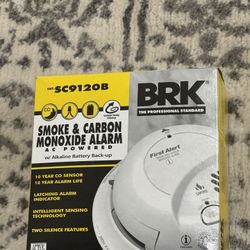 CAT. SC9120B
BRK
THE PROFESSIONAL STANDARD
CO
SMOKE & CARBON
MONOXIDE ALARM
AC POWERED
w/ Alkaline Battery Back-up
First Alert
10 YEAR CO SENSOR
10 YEAR ALARM LIFE
LATCHING ALARM
INDICATOR
INTELLIGENT SENSING
TECHNOLOGY
TWO SILENCE FEATURES